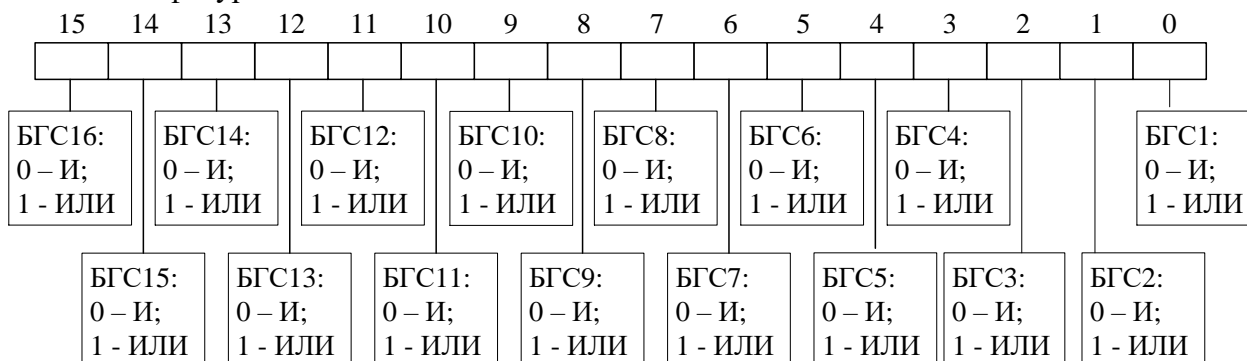 15 14 13 12 11 10 9 8 7 6 5 4 3 2 1 0
БГС16: БГС14: БГС12: БГС10: БГС8: БГС6: БГС4: БГС1:
0 – И; 0 – И; 0 – И; 0 – И; 0 – И; 0 – И; 0 – И; 0 – И;
1 - ИЛИ 1 - ИЛИ 1 - ИЛИ 1 - ИЛИ 1 - ИЛИ 1 - ИЛИ 1 - ИЛИ 1 - ИЛИ
БГС15: БГС13: БГС11: БГС9: БГС7: БГС5: БГС3: БГС2:
0 – И; 0 – И; 0 – И; 0 – И; 0 – И; 0 – И; 0 – И; 0 – И;
1 - ИЛИ 1 - ИЛИ 1 - ИЛИ 1 - ИЛИ 1 - ИЛИ 1 - ИЛИ 1 - ИЛИ 1 - ИЛИ